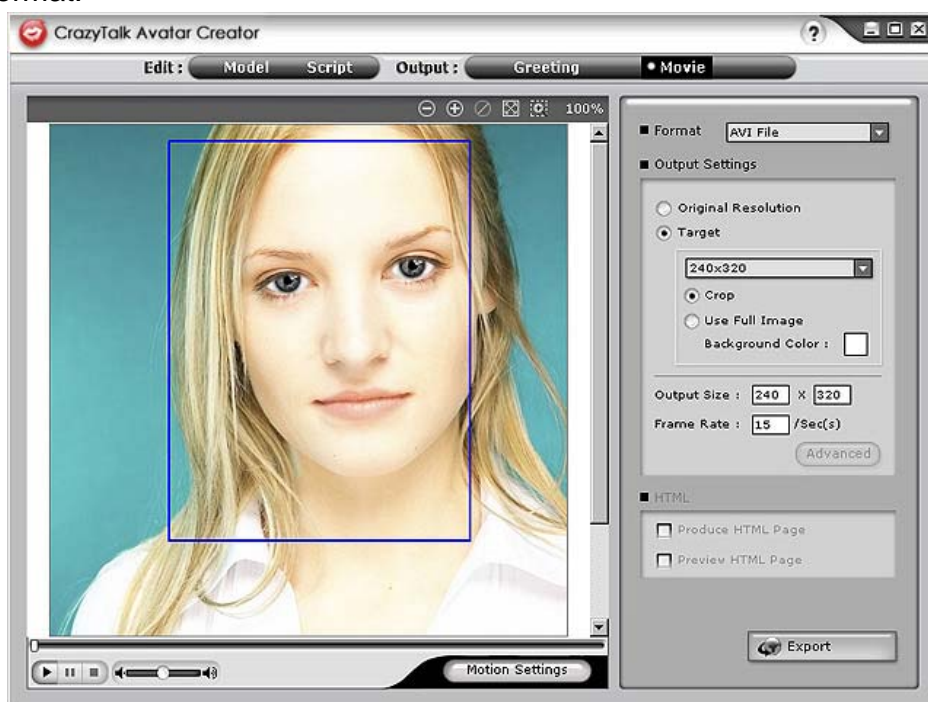 ormat.
CrazyTalk Avatar Creator ?
Edit : Model Script Output : Greeting Movie
100%
Format AVI File
Output Settings
Original Resolution
Target
240x320
Crop
Use Full Image
Background Color :
Output Size : 240 X 320
Frame Rate : 15 /Sec(s)
Advanced
HTML
Produce HTML Page
Preview HTML Page
Export
Motion Settings